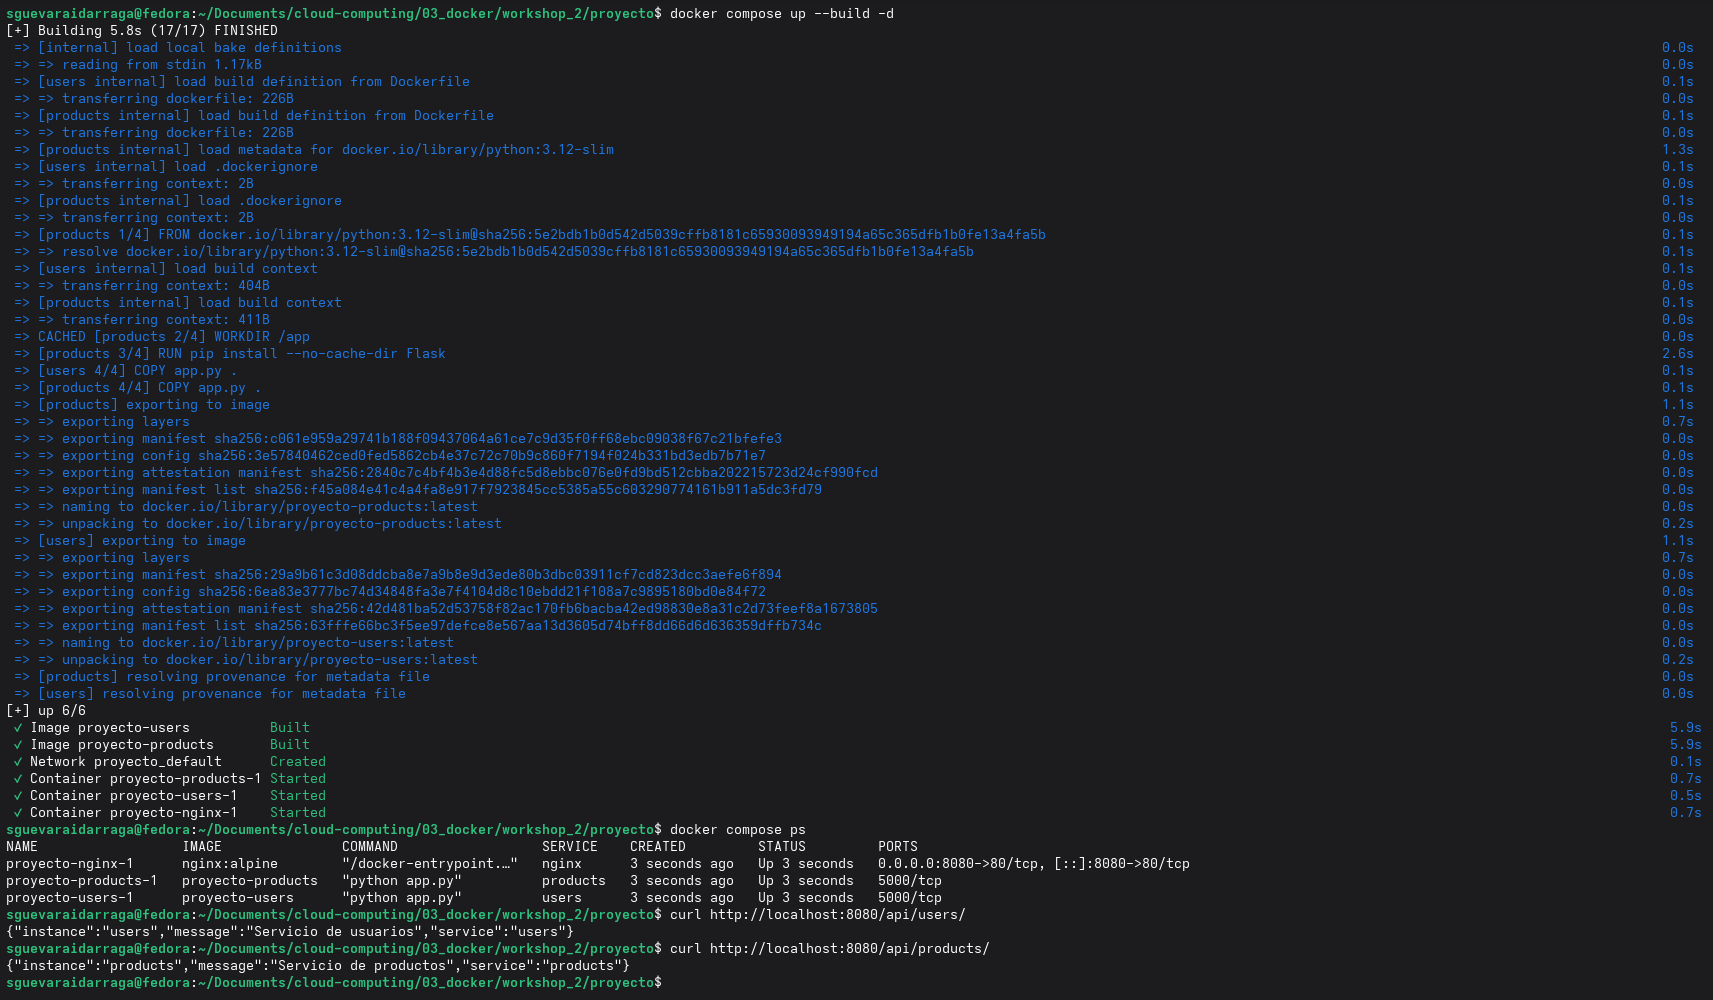 sguevaraidarraga@fedora:~/Documents/cloud-computing/03_docker/workshop_2/proyecto$ docker compose up --build -d
[+] Building 5.8s (17/17) FINISHED
=> [internal] load local bake definitions 0.0s
=> => reading from stdin 1.17kB 0.0s
=> [users internal] load build definition from Dockerfile 0.1s
=> => transferring dockerfile: 226B 0.0s
=> [products internal] load build definition from Dockerfile 0.1s
=> => transferring dockerfile: 226B 0.0s
=> [products internal] load metadata for docker.io/library/python:3.12-slim 1.3s
=> [users internal] load .dockerignore 0.1s
=> => transferring context: 2B 0.0s
=> [products internal] load .dockerignore 0.1s
=> => transferring context: 2B 0.0s
=> [products 1/4] FROM docker.io/library/python:3.12-slim@sha256:5e2bdb1b0d542d5039cffb8181c65930093949194a65c365dfb1b0fe13a4fa5b 0.1s
=> => resolve docker.io/library/python:3.12-slim@sha256:5e2bdb1b0d542d5039cffb8181c65930093949194a65c365dfb1b0fe13a4fa5b 0.1s
=> [users internal] load build context 0.1s
=> => transferring context: 404B 0.0s
=> [products internal] load build context 0.1s
=> => transferring context: 411B 0.0s
=> CACHED [products 2/4] WORKDIR /app 0.0s
=> [products 3/4] RUN pip install --no-cache-dir Flask 2.6s
=> [users 4/4] COPY app.py . 0.1s
=> [products 4/4] COPY app.py . 0.1s
=> [products] exporting to image 1.1s
=> => exporting layers 0.7s
=> => exporting manifest sha256:c061e959a29741b188f09437064a61ce7c9d35f0ff68ebc09038f67c21bfefe3 0.0s
=> => exporting config sha256:3e57840462ced0fed5862cb4e37c72c70b9c860f7194f024b331bd3edb7b71e7 0.0s
=> => exporting attestation manifest sha256:2840c7c4bf4b3e4d88fc5d8ebbc076e0fd9bd512cbba202215723d24cf990fcd 0.0s
=> => exporting manifest list sha256:f45a084e41c4a4fa8e917f7923845cc5385a55c603290774161b911a5dc3fd79 0.0s
=> => naming to docker.io/library/proyecto-products:latest 0.0s
=> => unpacking to docker.io/library/proyecto-products:latest 0.2s
=> [users] exporting to image 1.1s
=> => exporting layers 0.7s
=> => exporting manifest sha256:29a9b61c3d08ddcba8e7a9b8e9d3ede80b3dbc03911cf7cd823dcc3aefe6f894 0.0s
=> => exporting config sha256:6ea83e3777bc74d34848fa3e7f4104d8c10ebdd21f108a7c9895180bd0e84f72 0.0s
=> => exporting attestation manifest sha256:42d481ba52d53758f82ac170fb6bacba42ed98830e8a31c2d73feef8a1673805 0.0s
=> => exporting manifest list sha256:63fffe66bc3f5ee97defce8e567aa13d3605d74bff8dd66d6d636359dffb734c 0.0s
=> => naming to docker.io/library/proyecto-users:latest 0.0s
=> => unpacking to docker.io/library/proyecto-users:latest 0.2s
=> [products] resolving provenance for metadata file 0.0s
=> [users] resolving provenance for metadata file 0.0s
[+] up 6/6
✓ Image proyecto-users Built 5.9s
✓ Image proyecto-products Built 5.9s
✓ Network proyecto_default Created 0.1s
✓ Container proyecto-products-1 Started 0.7s
✓ Container proyecto-users-1 Started 0.5s
✓ Container proyecto-nginx-1 Started 0.7s
sguevaraidarraga@fedora:~/Documents/cloud-computing/03_docker/workshop_2/proyecto$ docker compose ps
NAME IMAGE COMMAND SERVICE CREATED STATUS PORTS
proyecto-nginx-1 nginx:alpine "/docker-entrypoint.…" nginx 3 seconds ago Up 3 seconds 0.0.0.0:8080->80/tcp, [::]:8080->80/tcp
proyecto-products-1 proyecto-products "python app.py" products 3 seconds ago Up 3 seconds 5000/tcp
proyecto-users-1 proyecto-users "python app.py" users 3 seconds ago Up 3 seconds 5000/tcp
sguevaraidarraga@fedora:~/Documents/cloud-computing/03_docker/workshop_2/proyecto$ curl http://localhost:8080/api/users/
{"instance":"users","message":"Servicio de usuarios","service":"users"}
sguevaraidarraga@fedora:~/Documents/cloud-computing/03_docker/workshop_2/proyecto$ curl http://localhost:8080/api/products/
{"instance":"products","message":"Servicio de productos","service":"products"}
sguevaraidarraga@fedora:~/Documents/cloud-computing/03_docker/workshop_2/proyecto$